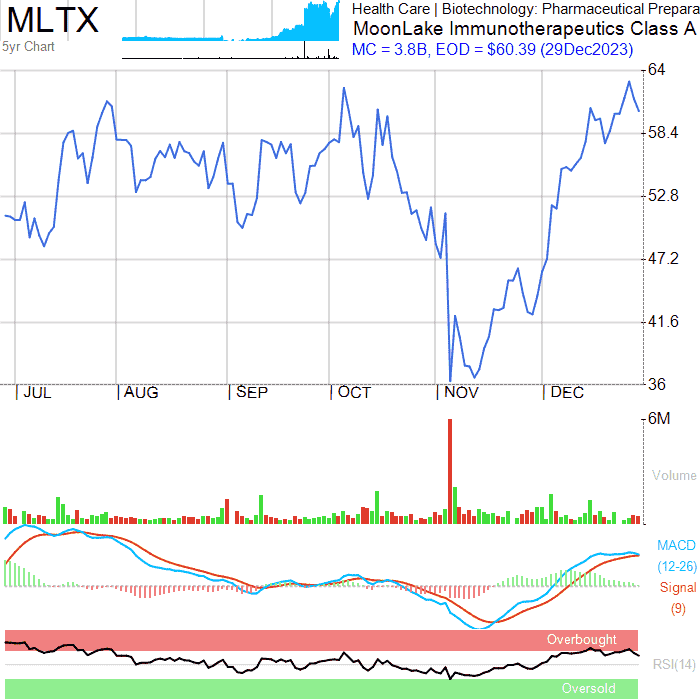 MLTX
5yr Chart
Health Care | Biotechnology: Pharmaceutical Prepara
MoonLake Immunotherapeutics Class A
MC = 3.8B, EOD = $60.39 (29Dec2023)
64
58.4
52.8
47.2
41.6
36
JUL AUG SEP OCT NOV DEC
6M
Volume
MACD
(12-26)
Signal
(9)
Overbought
RSI(14)
Oversold